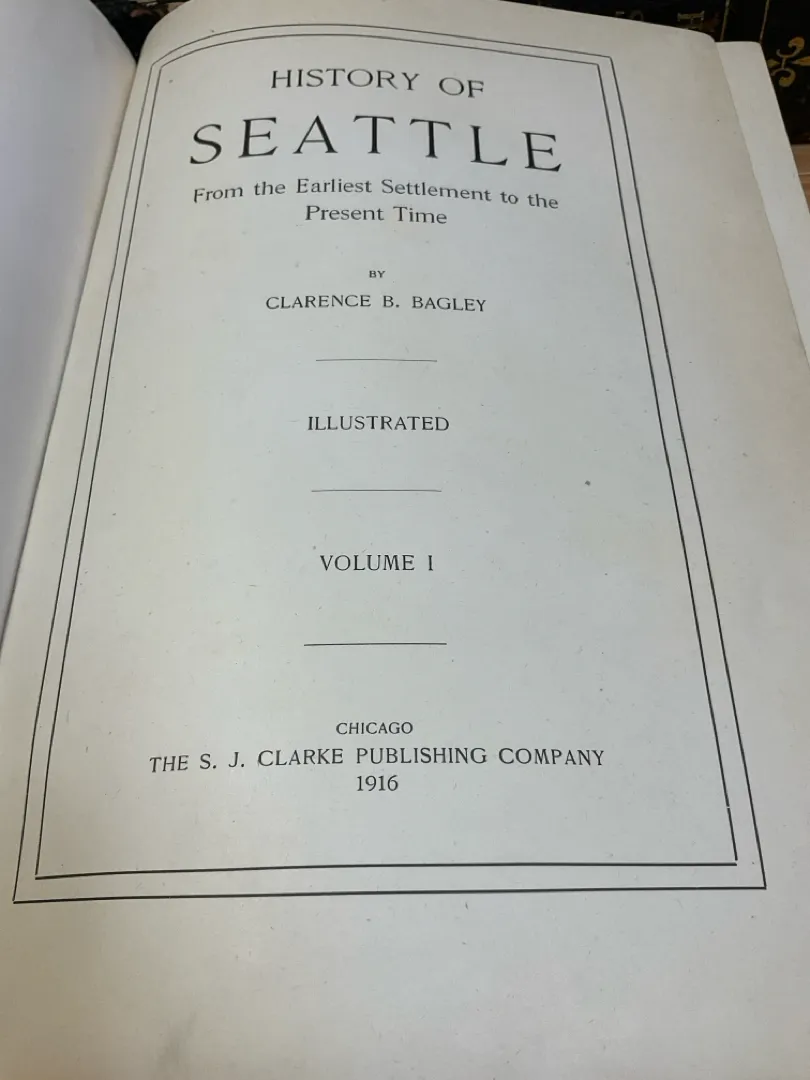 HISTORY OF
SEATTLE
From the Earliest Settlement to the
Present Time
BY
CLARENCE B. BAGLEY
ILLUSTRATED
VOLUME I
CHICAGO
THE S. J. CLARKE PUBLISHING COMPANY
1916